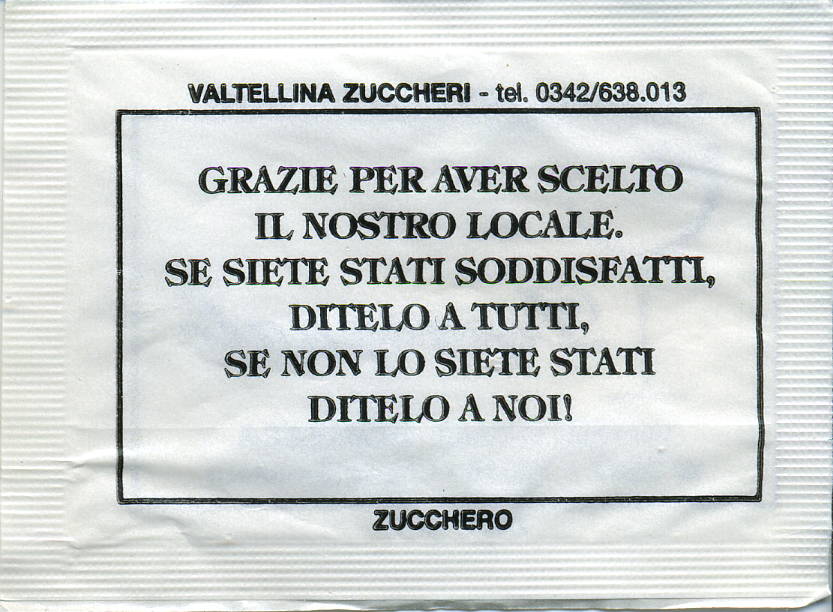 VALTELLINA ZUCCHERI - tel. 0342/638.013
GRAZIE PER AVER SCELTO
IL NOSTRO LOCALE.
SE SIETE STATI SODDISFATTI,
DITELO A TUTTI,
SE NON LO SIETE STATI
DITELO A NOI!
ZUCCHERO